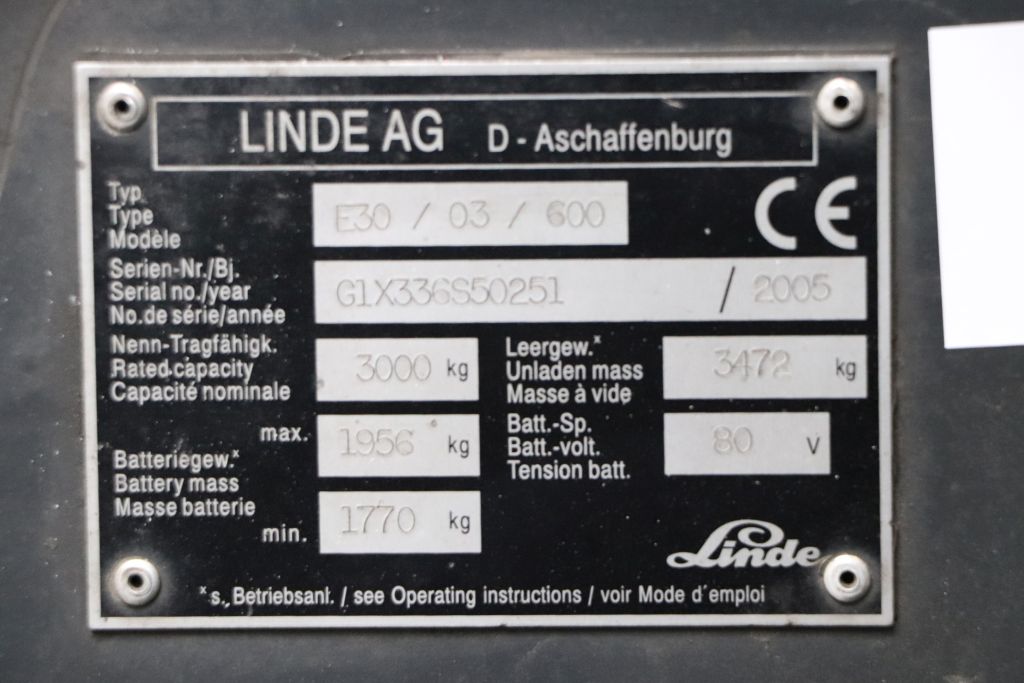 LINDE AG D - Aschaffenburg
Typ
Type
Modèle
E30 / 03 / 600
CE
Serien-Nr./Bj.
Serial no./year
No.de série/année
G1X336S50251 / 2005
Nenn-Tragfähigk.
Rated capacity
Capacité nominale
3000 kg
Leergew.*
Unladen mass
Masse à vide
3472 kg
Batteriegew.*
Battery mass
Masse batterie
max. 1956 kg
min. 1770 kg
Batt.-Sp.
Batt.-volt.
Tension batt.
80 V
Linde
* s. Betriebsanl. / see Operating instructions / voir Mode d'emploi